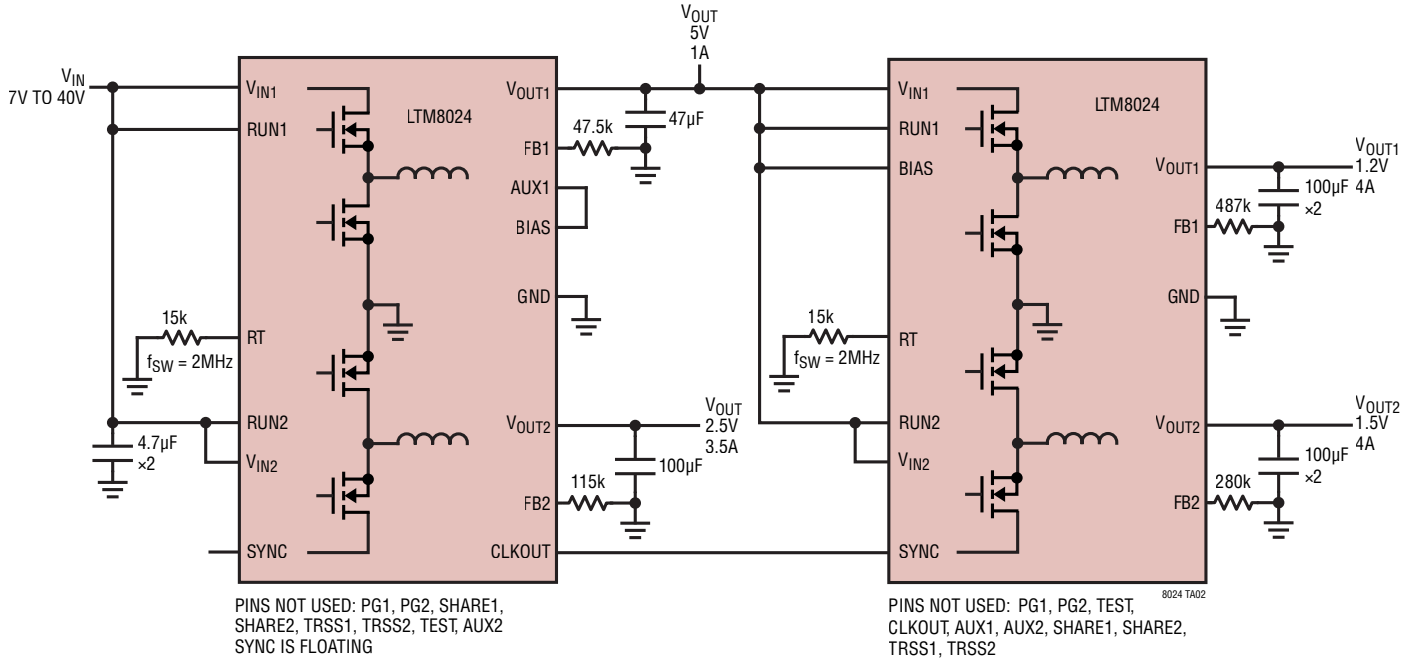 VIN
7V TO 40V
VIN1
RUN1
LTM8024
VOUT1
FB1
47.5k
47µF
AUX1
BIAS
GND
15k
RT
fSW = 2MHz
RUN2
4.7µF
×2
VIN2
SYNC
VOUT2
FB2
115k
100µF
CLKOUT
VOUT
2.5V
3.5A
PINS NOT USED: PG1, PG2, SHARE1,
SHARE2, TRSS1, TRSS2, TEST, AUX2
SYNC IS FLOATING
VOUT
5V
1A
VIN1
RUN1
BIAS
LTM8024
VOUT1
FB1
487k
100µF
×2
VOUT1
1.2V
4A
GND
15k
RT
fSW = 2MHz
RUN2
VIN2
SYNC
VOUT2
FB2
280k
100µF
×2
VOUT2
1.5V
4A
8024 TA02
PINS NOT USED: PG1, PG2, TEST,
CLKOUT, AUX1, AUX2, SHARE1, SHARE2,
TRSS1, TRSS2